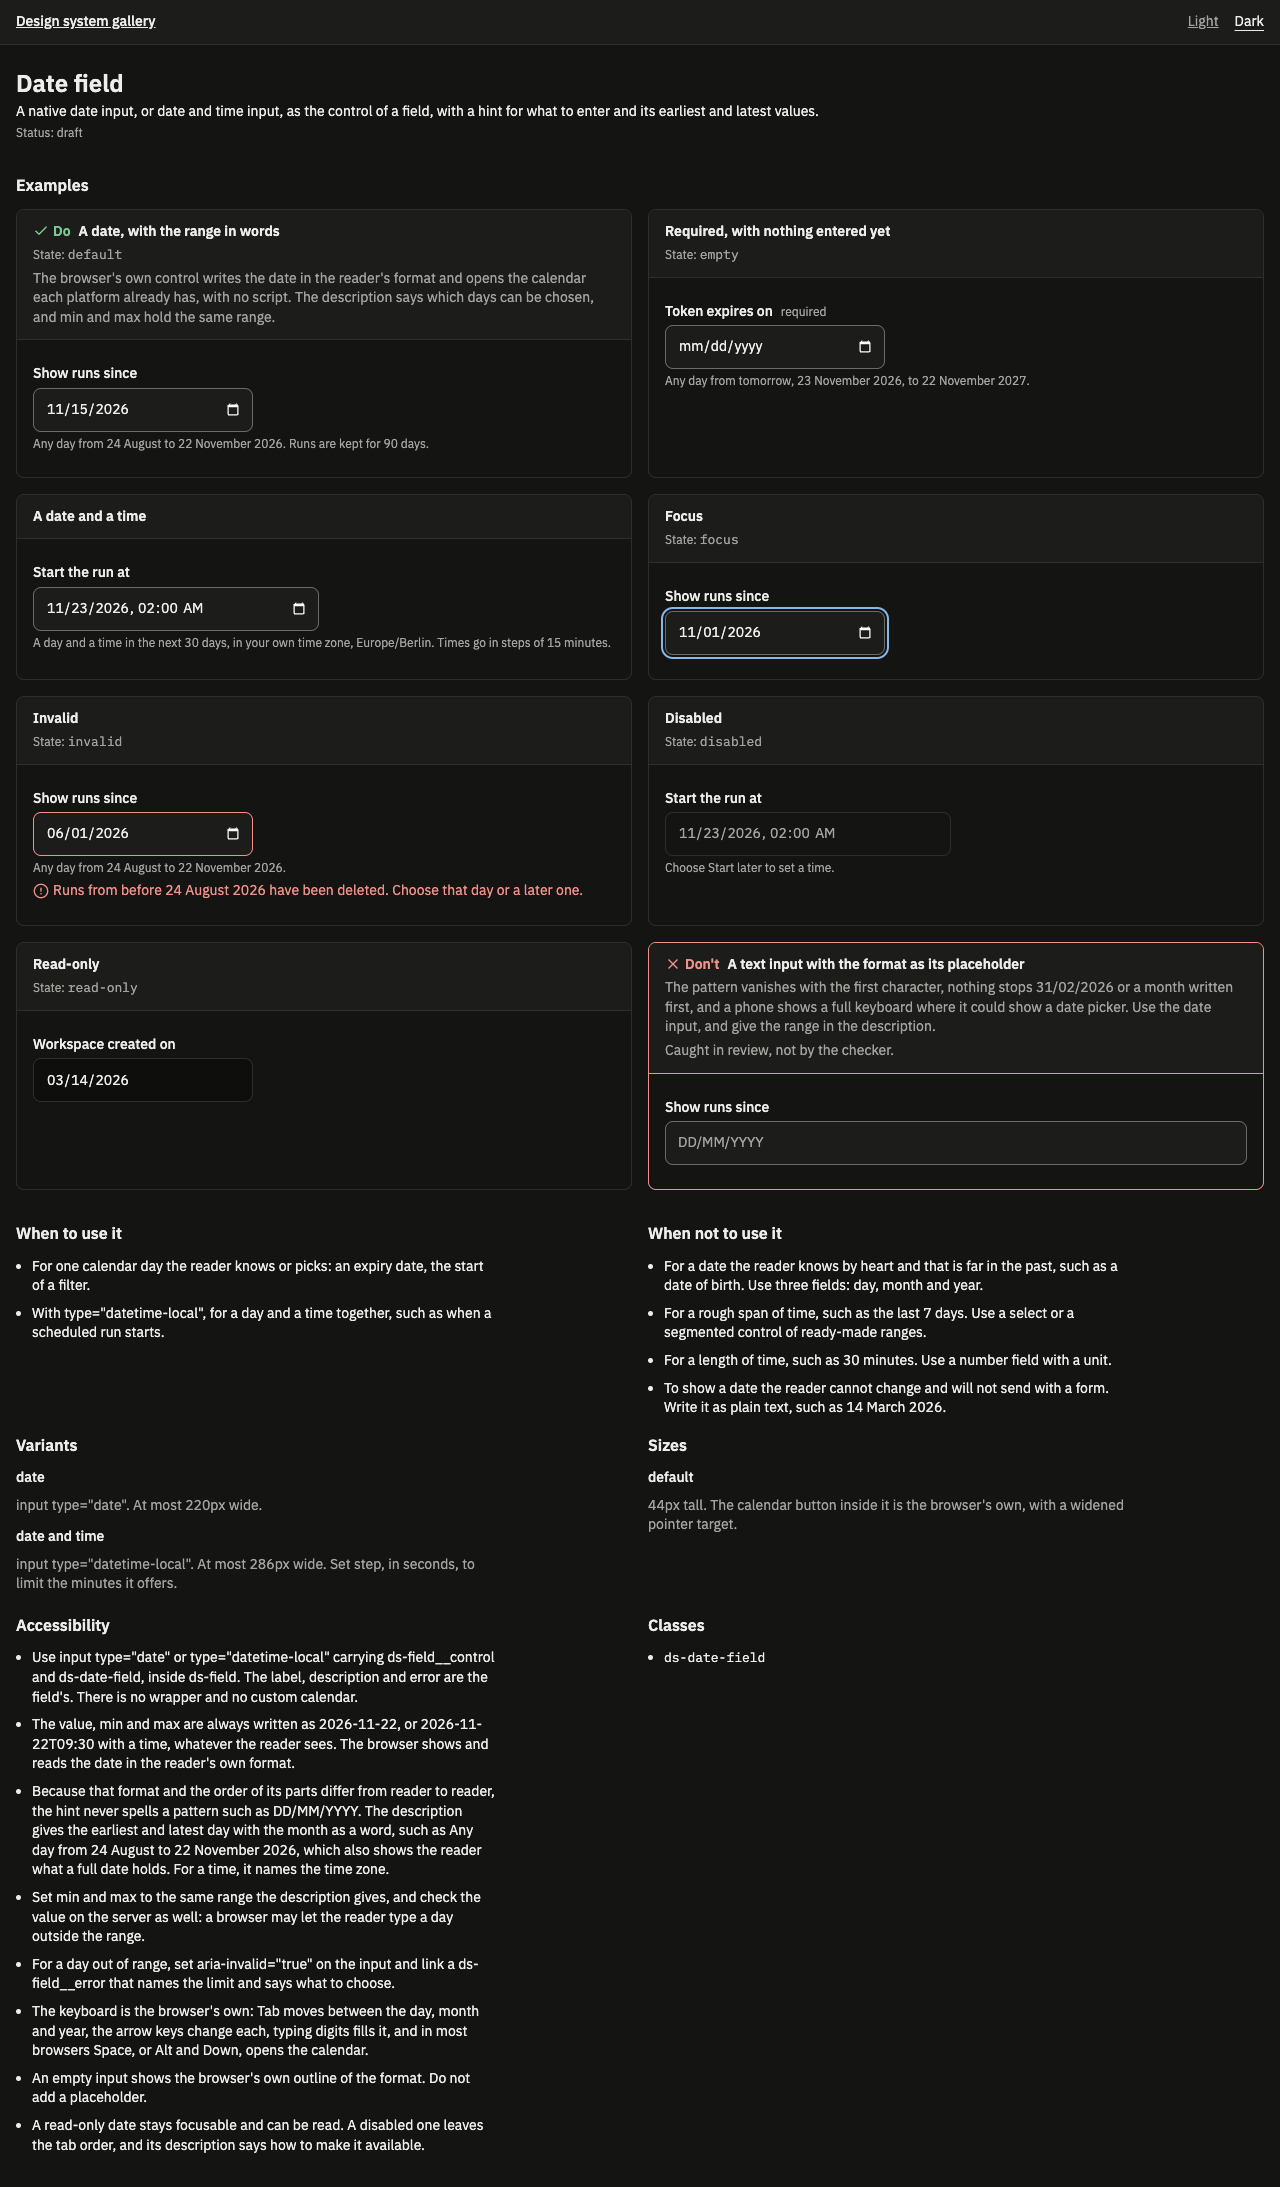 Design system gallery
Light
Dark
Date field
A native date input, or date and time input, as the control of a field, with a hint for what to enter and its earliest and latest values.
Status: draft
Examples
Do A date, with the range in words
State: default
The browser's own control writes the date in the reader's format and opens the calendar
each platform already has, with no script. The description says which days can be chosen,
and min and max hold the same range.
Show runs since
11/15/2026
Any day from 24 August to 22 November 2026. Runs are kept for 90 days.
Required, with nothing entered yet
State: empty
Token expires on required
mm/dd/yyyy
Any day from tomorrow, 23 November 2026, to 22 November 2027.
A date and a time
Start the run at
11/23/2026, 02:00 AM
A day and a time in the next 30 days, in your own time zone, Europe/Berlin. Times go in steps of 15 minutes.
Focus
State: focus
Show runs since
11/01/2026
Invalid
State: invalid
Show runs since
06/01/2026
Any day from 24 August to 22 November 2026.
Runs from before 24 August 2026 have been deleted. Choose that day or a later one.
Disabled
State: disabled
Start the run at
11/23/2026, 02:00 AM
Choose Start later to set a time.
Read-only
State: read-only
Workspace created on
03/14/2026
Don't A text input with the format as its placeholder
The pattern vanishes with the first character, nothing stops 31/02/2026 or a month written
first, and a phone shows a full keyboard where it could show a date picker. Use the date
input, and give the range in the description.
Caught in review, not by the checker.
Show runs since
DD/MM/YYYY
When to use it
• For one calendar day the reader knows or picks: an expiry date, the start
of a filter.
• With type="datetime-local", for a day and a time together, such as when a
scheduled run starts.
When not to use it
• For a date the reader knows by heart and that is far in the past, such as a
date of birth. Use three fields: day, month and year.
• For a rough span of time, such as the last 7 days. Use a select or a
segmented control of ready-made ranges.
• For a length of time, such as 30 minutes. Use a number field with a unit.
• To show a date the reader cannot change and will not send with a form.
Write it as plain text, such as 14 March 2026.
Variants
date
input type="date". At most 220px wide.
date and time
input type="datetime-local". At most 286px wide. Set step, in seconds, to
limit the minutes it offers.
Sizes
default
44px tall. The calendar button inside it is the browser's own, with a widened
pointer target.
Accessibility
• Use input type="date" or type="datetime-local" carrying ds-field__control
and ds-date-field, inside ds-field. The label, description and error are the
field's. There is no wrapper and no custom calendar.
• The value, min and max are always written as 2026-11-22, or 2026-11-
22T09:30 with a time, whatever the reader sees. The browser shows and
reads the date in the reader's own format.
• Because that format and the order of its parts differ from reader to reader,
the hint never spells a pattern such as DD/MM/YYYY. The description
gives the earliest and latest day with the month as a word, such as Any
day from 24 August to 22 November 2026, which also shows the reader
what a full date holds. For a time, it names the time zone.
• Set min and max to the same range the description gives, and check the
value on the server as well: a browser may let the reader type a day
outside the range.
• For a day out of range, set aria-invalid="true" on the input and link a ds-
field__error that names the limit and says what to choose.
• The keyboard is the browser's own: Tab moves between the day, month
and year, the arrow keys change each, typing digits fills it, and in most
browsers Space, or Alt and Down, opens the calendar.
• An empty input shows the browser's own outline of the format. Do not
add a placeholder.
• A read-only date stays focusable and can be read. A disabled one leaves
the tab order, and its description says how to make it available.
Classes
• ds-date-field